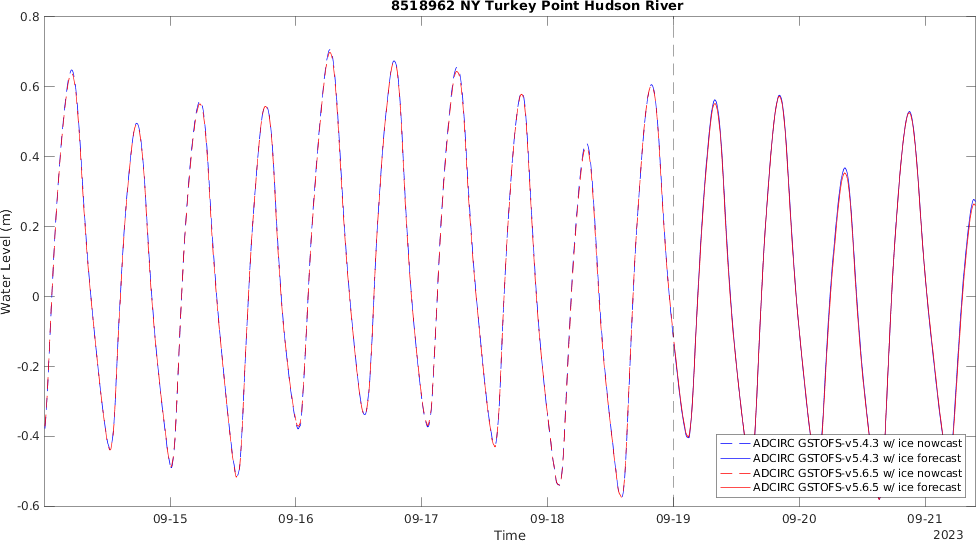 8518962 NY Turkey Point Hudson River
0.8
0.6
0.4
0.2
0
-0.2
-0.4
-0.6
Water Level (m)
ADCIRC GSTOFS-v5.4.3 w/ ice nowcast
ADCIRC GSTOFS-v5.4.3 w/ ice forecast
ADCIRC GSTOFS-v5.6.5 w/ ice nowcast
ADCIRC GSTOFS-v5.6.5 w/ ice forecast
09-15 09-16 09-17 09-18 09-19 09-20 09-21
Time
2023